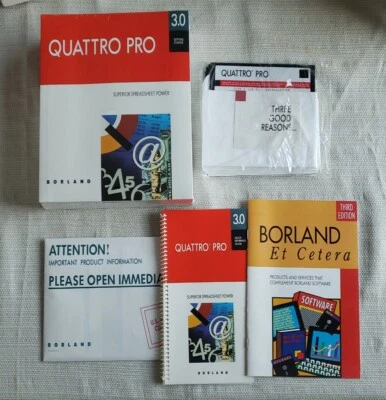 QUATTRO PRO
3.0
SUPERIOR SPREADSHEET POWER
@
BORLAND
QUATTRO PRO
THREE
GOOD
REASONS...
ATTENTION!
IMPORTANT PRODUCT INFORMATION
PLEASE OPEN IMMEDIA
BORLAND
3.0
QUATTRO PRO
SUPERIOR SPREADSHEET POWER
@
BORLAND
THIRD
EDITION
BORLAND
Et Cetera
PRODUCTS AND SERVICES THAT
COMPLEMENT BORLAND SOFTWARE
SOFTWARE